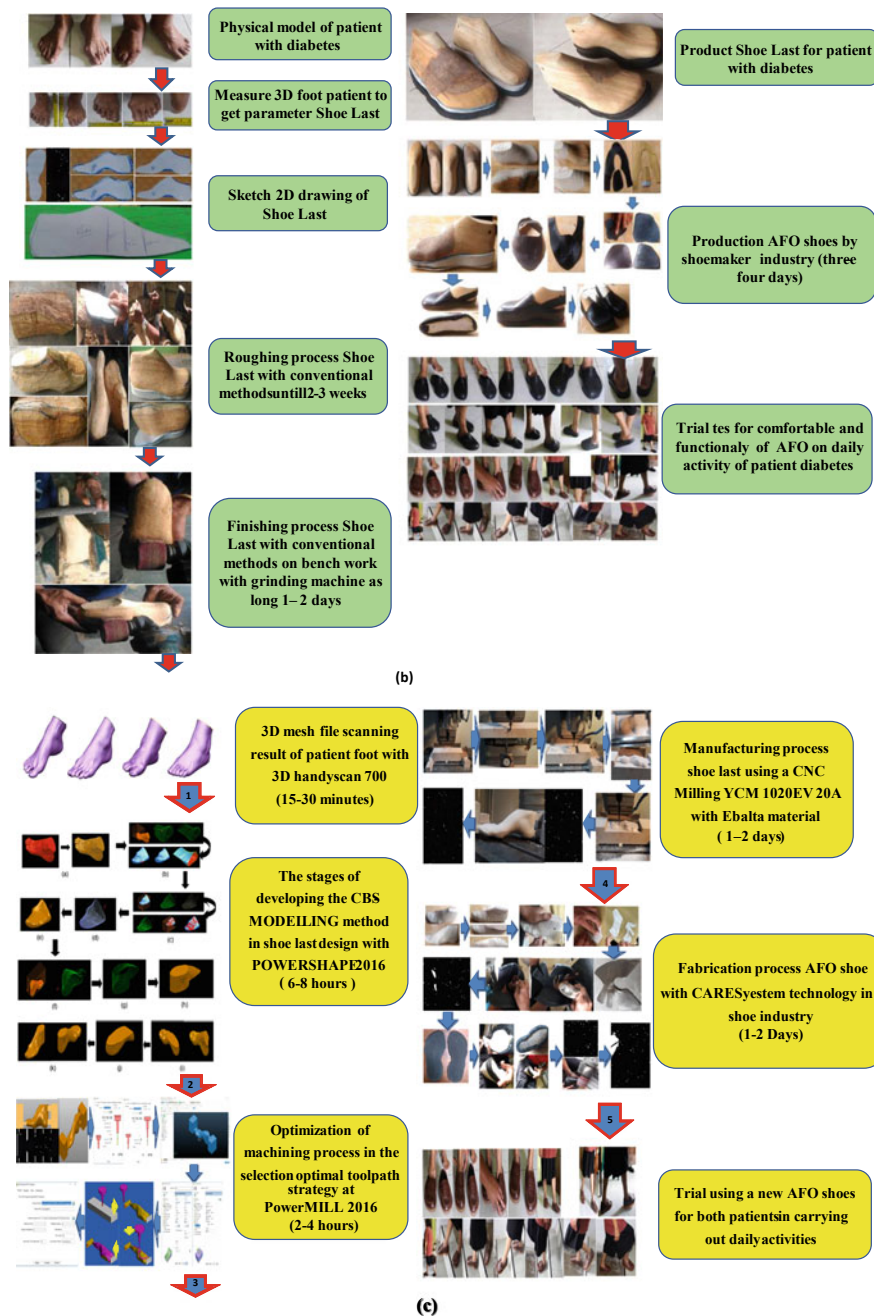 Physical model of patient
with diabetes
Measure 3D foot patient to
get parameter Shoe Last
Sketch 2D drawing of
Shoe Last
Roughing process Shoe
Last with conventional
methodsuntill2-3 weeks
Finishing process Shoe
Last with conventional
methods on bench work
with grinding machine as
long 1– 2 days
Product Shoe Last for patient
with diabetes
Production AFO shoes by
shoemaker industry (three
four days)
Trial tes for comfortable and
functionaly of AFO on daily
activity of patient diabetes
(b)
3D mesh file scanning
result of patient foot with
3D handyscan 700
(15-30 minutes)
1
(a)
(b)
(e)
(d)
(c)
(f)
(g)
(h)
(k)
(j)
(i)
The stages of
developing the CBS
MODEILING method
in shoe last design with
POWERSHAPE2016
( 6-8 hours )
2
Optimization of
machining process in the
selection optimal toolpath
strategy at
PowerMILL 2016
(2-4 hours)
3
Manufacturing process
shoe last using a CNC
Milling YCM 1020EV 20A
with Ebalta material
( 1–2 days)
4
Fabrication process AFO shoe
with CARESyestem technology in
shoe industry
(1-2 Days)
5
Trial using a new AFO shoes
for both patientsin carrying
out daily activities
(c)